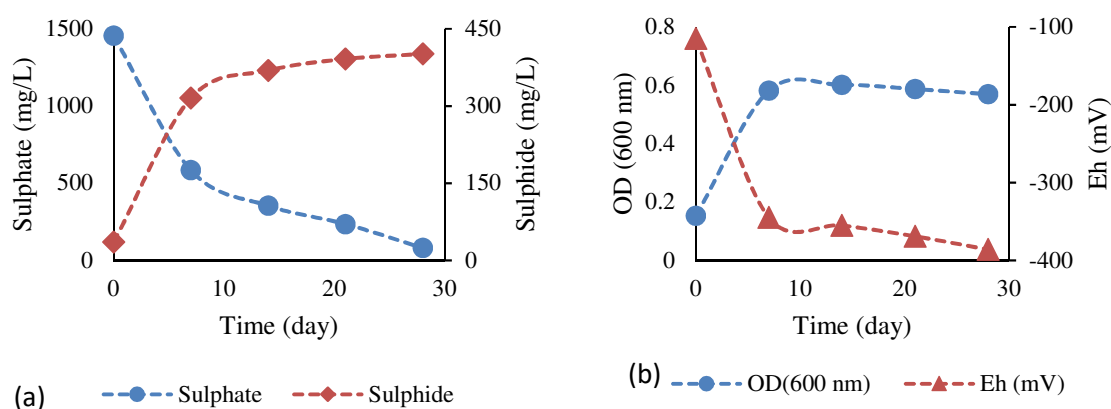 Sulphate (mg/L)
1500
1000
500
0
450
300
150
0
Sulphide (mg/L)
0 10 20 30
Time (day)
(a)
Sulphate Sulphide
OD (600 nm)
0.8
0.6
0.4
0.2
0
-100
-200
-300
-400
Eh (mV)
0 10 20 30
Time (day)
(b)
OD(600 nm) Eh (mV)